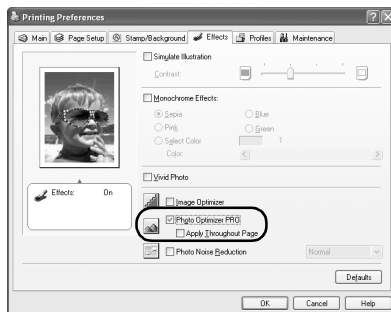 Printing Preferences
Main Page Setup Stamp/Background Effects Profiles Maintenance
Simulate Illustration
Contrast:
Monochrome Effects:
Sepia Blue
Pink Green
Select Color 1
Color:
Vivid Photo
Effects: On
Image Optimizer
Photo Optimizer PRO
Apply Throughout Page
Photo Noise Reduction Normal
Defaults
OK Cancel Help